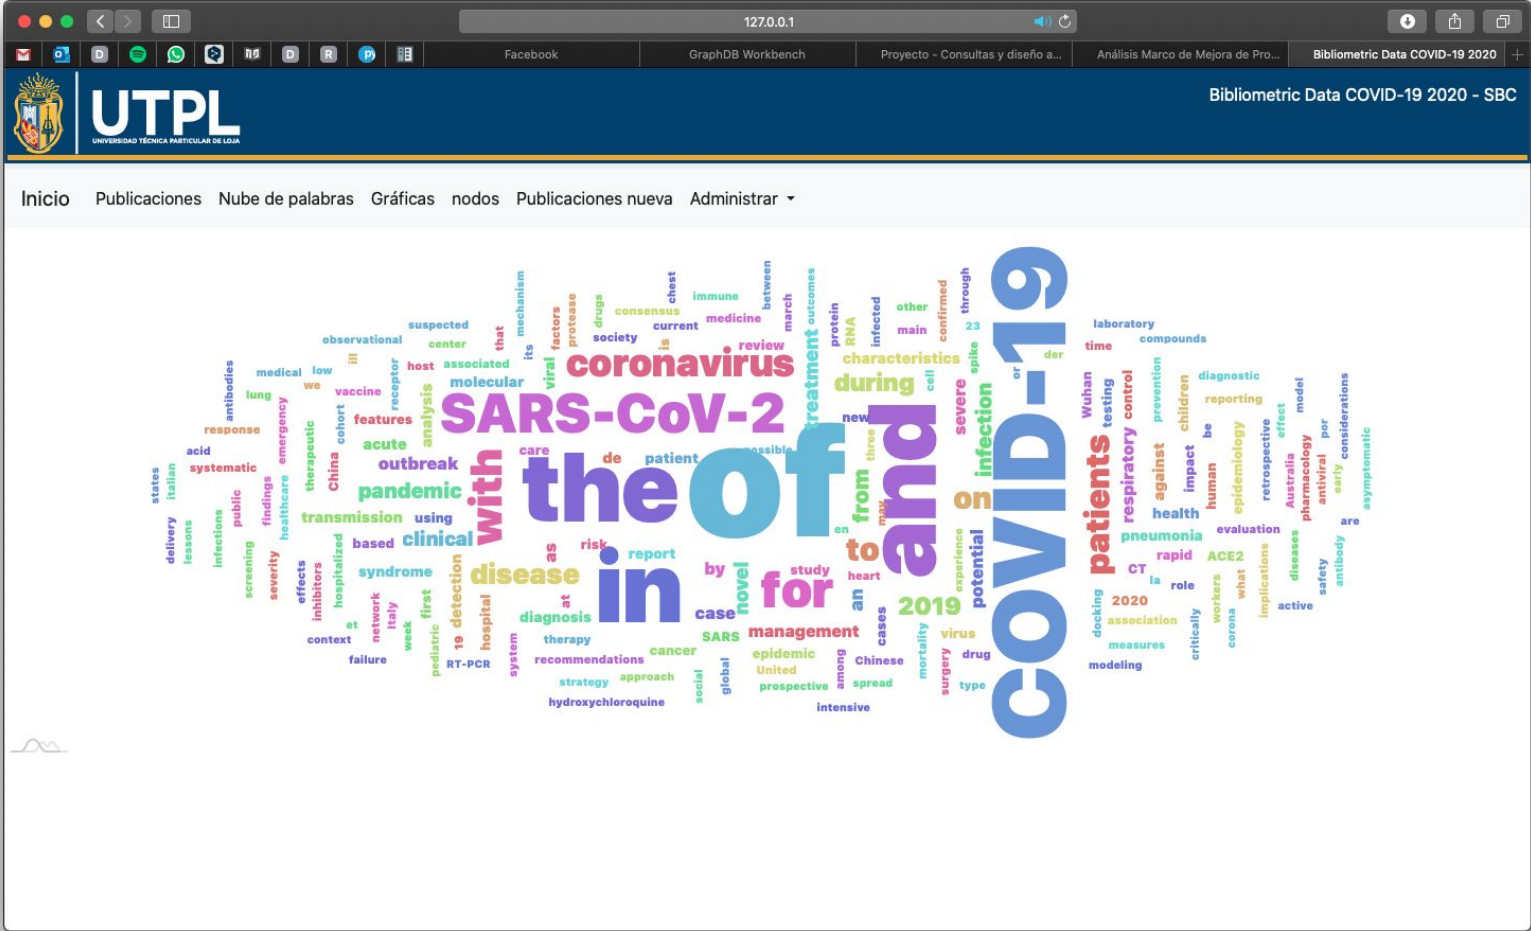 127.0.0.1
Facebook
GraphDB Workbench
Proyecto - Consultas y diseño a...
Análisis Marco de Mejora de Pro...
Bibliometric Data COVID-19 2020
UTPL
UNIVERSIDAD TÉCNICA PARTICULAR DE LOJA
Bibliometric Data COVID-19 2020 - SBC
Inicio Publicaciones Nube de palabras Gráficas nodos Publicaciones nueva Administrar
COVID-19
of
the
and
in
SARS-CoV-2
coronavirus
for
with
patients
disease
to
on
during
2019
treatment
novel
from
infection
pandemic
clinical
management
potential
outbreak
characteristics
case
by
an
as
acute
severe
respiratory
molecular
analysis
viral
review
transmission
using
based
syndrome
detection
diagnosis
hospital
report
study
risk
patient
de
care
possible
new
three
may
en
heart
experience
cell
spike
RNA
protein
outcomes
march
between
immune
medicine
chest
current
consensus
drugs
society
is
protease
factors
mechanism
its
that
suspected
center
observational
ill
host
associated
receptor
vaccine
we
low
medical
features
cohort
China
therapeutic
emergency
lung
antibodies
response
acid
systematic
states
italian
public
findings
healthcare
delivery
lessons
infections
screening
severity
effects
inhibitors
hospitalized
et
network
Italy
week
first
context
failure
pediatric
19
RT-PCR
system
at
therapy
recommendations
strategy
approach
hydroxychloroquine
cancer
SARS
social
global
epidemic
United
prospective
among
spread
intensive
Chinese
cases
mortality
virus
surgery
drug
type
infected
other
main
confirmed
through
23
or
der
time
laboratory
compounds
Wuhan
testing
control
prevention
children
diagnostic
reporting
against
impact
be
human
epidemiology
retrospective
effect
model
Australia
pharmacology
antiviral
por
early
considerations
asymptomatic
health
pneumonia
evaluation
are
rapid
ACE2
CT
la
role
workers
what
implications
diseases
safety
antibody
active
docking
2020
association
measures
modeling
critically
corona